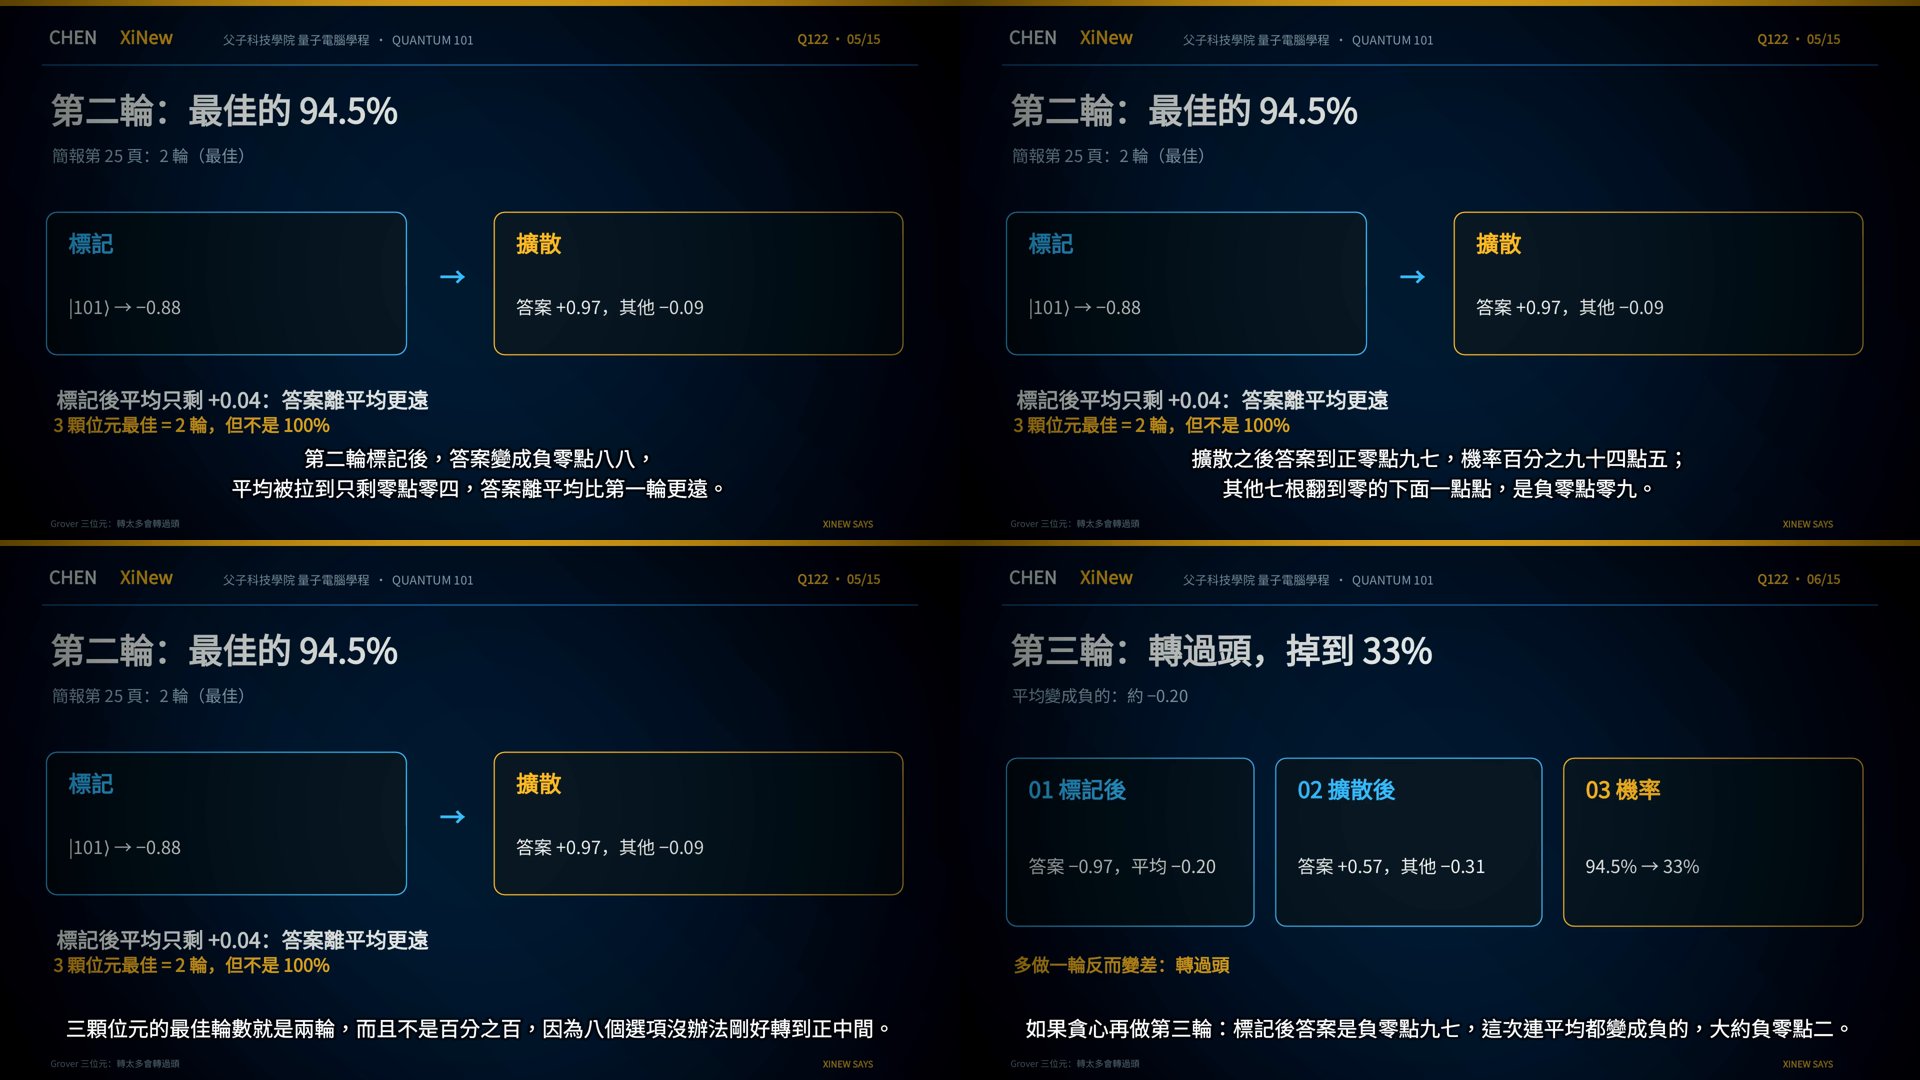 CHEN XiNew 父子科技學院 量子電腦學程 · QUANTUM 101 Q122 · 05/15
第二輪：最佳的 94.5%
簡報第 25 頁：2 輪（最佳）
標記
|101⟩ → −0.88
→
擴散
答案 +0.97，其他 −0.09
標記後平均只剩 +0.04：答案離平均更遠
3 顆位元最佳 = 2 輪，但不是 100%
第二輪標記後，答案變成負零點八八，
平均被拉到只剩零點零四，答案離平均比第一輪更遠。
Grover 三位元：轉太多會轉過頭 XINEW SAYS
CHEN XiNew 父子科技學院 量子電腦學程 · QUANTUM 101 Q122 · 05/15
第二輪：最佳的 94.5%
簡報第 25 頁：2 輪（最佳）
標記
|101⟩ → −0.88
→
擴散
答案 +0.97，其他 −0.09
標記後平均只剩 +0.04：答案離平均更遠
3 顆位元最佳 = 2 輪，但不是 100%
擴散之後答案到正零點九七，機率百分之九十四點五；
其他七根翻到零的下面一點點，是負零點零九。
Grover 三位元：轉太多會轉過頭 XINEW SAYS
CHEN XiNew 父子科技學院 量子電腦學程 · QUANTUM 101 Q122 · 05/15
第二輪：最佳的 94.5%
簡報第 25 頁：2 輪（最佳）
標記
|101⟩ → −0.88
→
擴散
答案 +0.97，其他 −0.09
標記後平均只剩 +0.04：答案離平均更遠
3 顆位元最佳 = 2 輪，但不是 100%
三顆位元的最佳輪數就是兩輪，而且不是百分之百，因為八個選項沒辦法剛好轉到正中間。
Grover 三位元：轉太多會轉過頭 XINEW SAYS
CHEN XiNew 父子科技學院 量子電腦學程 · QUANTUM 101 Q122 · 06/15
第三輪：轉過頭，掉到 33%
平均變成負的：約 −0.20
01 標記後
答案 −0.97，平均 −0.20
02 擴散後
答案 +0.57，其他 −0.31
03 機率
94.5% → 33%
多做一輪反而變差：轉過頭
如果貪心再做第三輪：標記後答案是負零點九七，這次連平均都變成負的，大約負零點二。
Grover 三位元：轉太多會轉過頭 XINEW SAYS